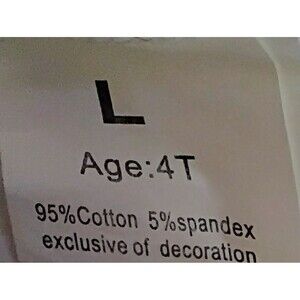 L
Age:4T
95%Cotton 5%spandex
exclusive of decoration